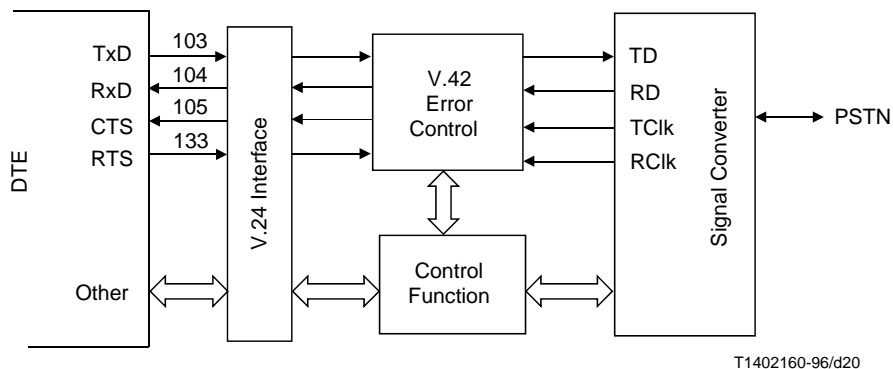 DTE
TxD
RxD
CTS
RTS
Other
103
104
105
133
V.24 Interface
V.42
Error
Control
Control
Function
TD
RD
TClk
RClk
Signal Converter
PSTN
T1402160-96/d20